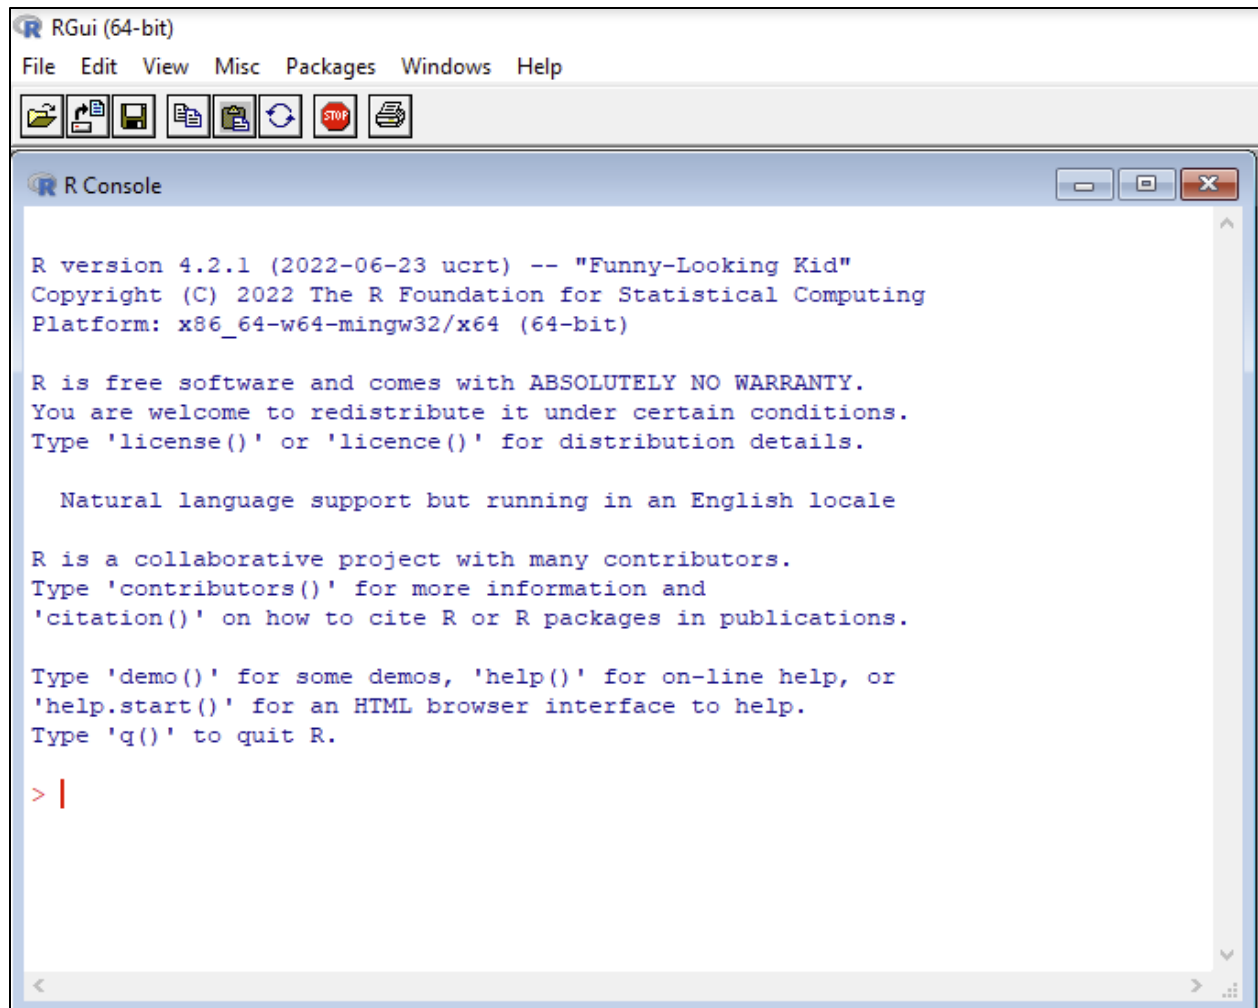 RGui (64-bit)
File Edit View Misc Packages Windows Help
STOP
R Console
R version 4.2.1 (2022-06-23 ucrt) -- "Funny-Looking Kid"
Copyright (C) 2022 The R Foundation for Statistical Computing
Platform: x86_64-w64-mingw32/x64 (64-bit)
R is free software and comes with ABSOLUTELY NO WARRANTY.
You are welcome to redistribute it under certain conditions.
Type 'license()' or 'licence()' for distribution details.
Natural language support but running in an English locale
R is a collaborative project with many contributors.
Type 'contributors()' for more information and
'citation()' on how to cite R or R packages in publications.
Type 'demo()' for some demos, 'help()' for on-line help, or
'help.start()' for an HTML browser interface to help.
Type 'q()' to quit R.
>